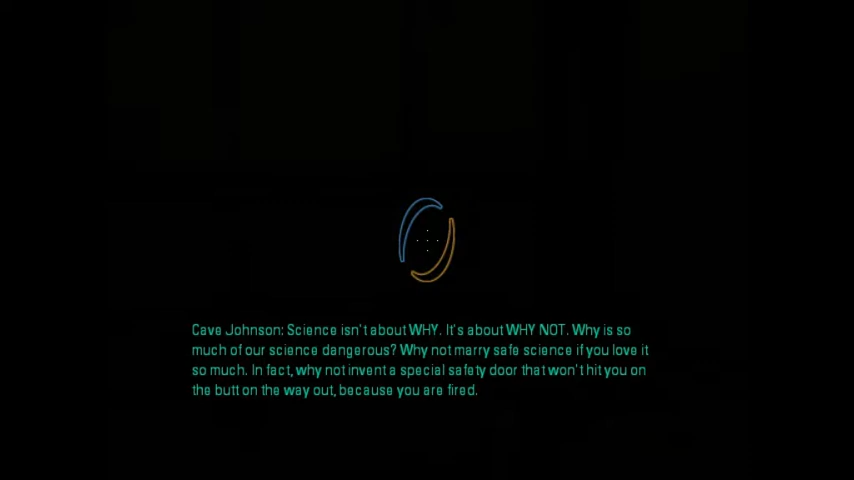 Cave Johnson: Science isn't about WHY. It's about WHY NOT. Why is so
much of our science dangerous? Why not marry safe science if you love it
so much. In fact, why not invent a special safety door that won't hit you on
the butt on the way out, because you are fired.